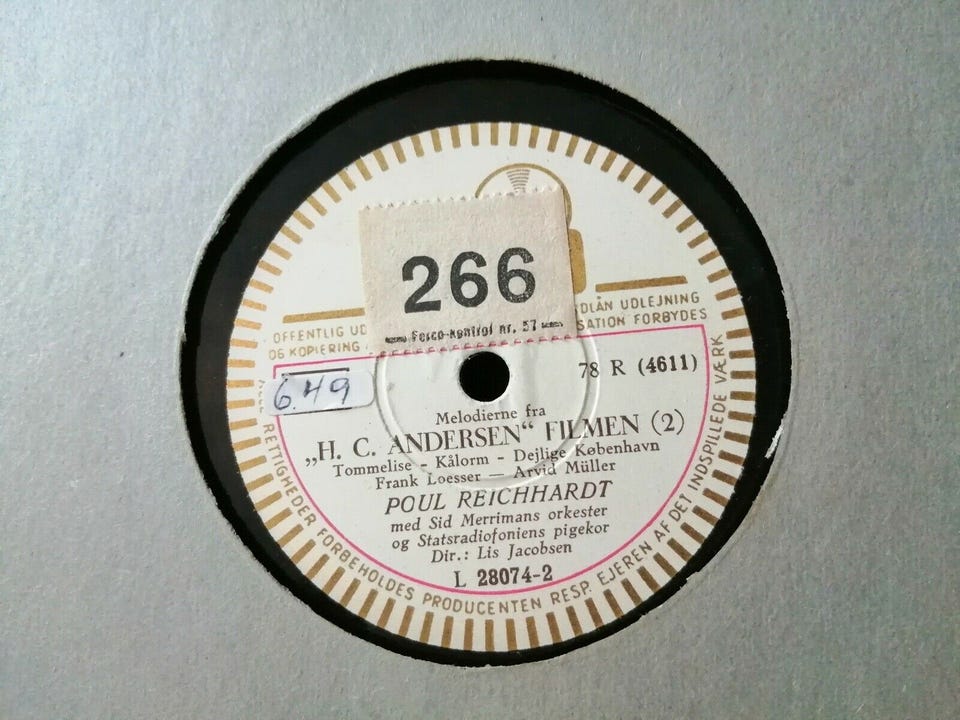 266
Ferco-kontrol nr. 57
OFFENTLIG UD DLÅN UDLEJNING
OG KOPIERING SATION FORBYDES
78 R (4611)
6.49
Melodierne fra
„H. C. ANDERSEN“ FILMEN (2)
Tommelise - Kålorm - Dejlige København
Frank Loesser — Arvid Müller
POUL REICHHARDT
med Sid Merrimans orkester
og Statsradiofoniens pigekor
Dir.: Lis Jacobsen
L 28074-2
RETTIGHEDER FORBEHOLDES PRODUCENTEN RESP. EJEREN AF DET INDSPILLEDE VÆRK